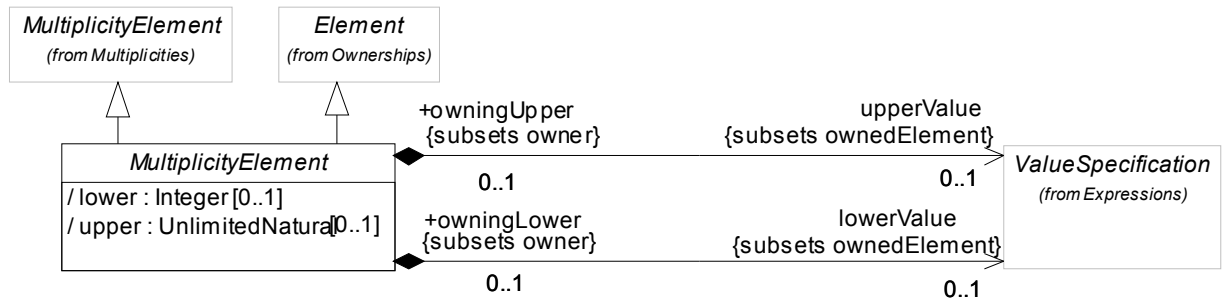 MultiplicityElement
(from Multiplicities)
Element
(from Ownerships)
+owningUpper
{subsets owner}
upperValue
{subsets ownedElement}
0..1
0..1
MultiplicityElement
/ lower : Integer [0..1]
/ upper : UnlimitedNatural[0..1]
ValueSpecification
(from Expressions)
+owningLower
{subsets owner}
lowerValue
{subsets ownedElement}
0..1
0..1